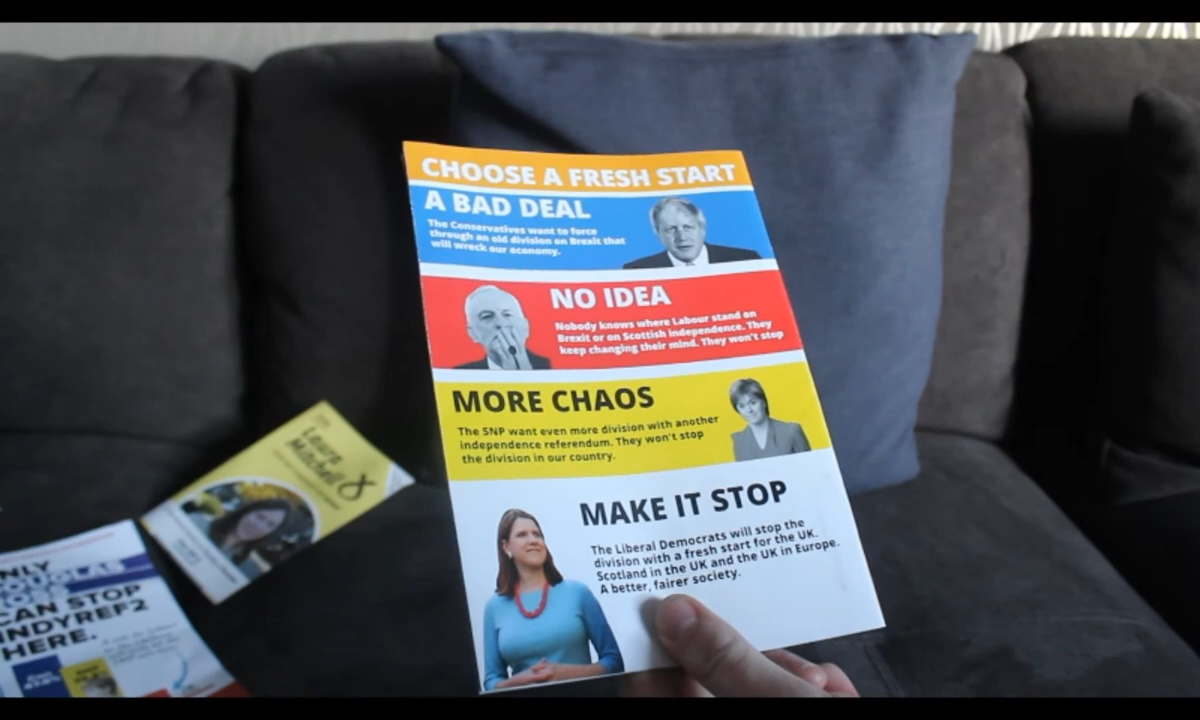 CHOOSE A FRESH START
A BAD DEAL
The Conservatives want to force
through an old division on Brexit that
will wreck our economy.
NO IDEA
Nobody knows where Labour stand on
Brexit or on Scottish independence. They
keep changing their mind. They won't stop
MORE CHAOS
The SNP want even more division with another
independence referendum. They won't stop
the division in our country.
MAKE IT STOP
The Liberal Democrats will stop the
division with a fresh start for the UK.
Scotland in the UK and the UK in Europe.
A better, fairer society.
Laura
Mitchell
NLY
DOUGLAS
CAN STOP
INDYREF2
HERE.